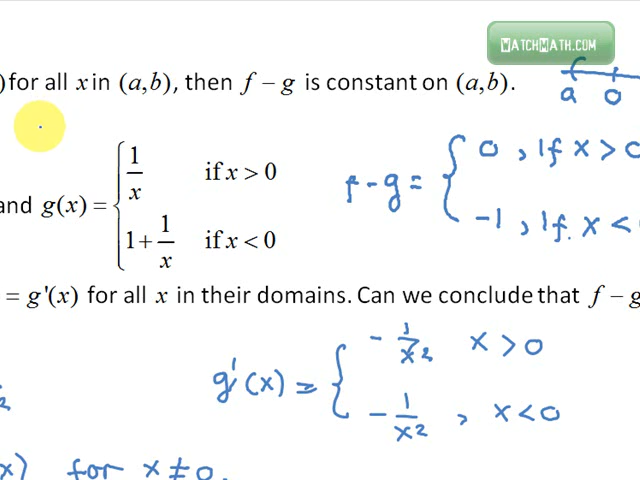 WATCHMATH.COM
) for all x in (a,b), then f − g is constant on (a,b).
a 0
and g(x) = { 1/x if x > 0
1 + 1/x if x < 0
f - g = { 0 , if x > 0
-1 , if x <
= g'(x) for all x in their domains. Can we conclude that f − g
g'(x) = { - 1/x² x > 0
- 1/x² , x < 0
x) for x ≠ 0.